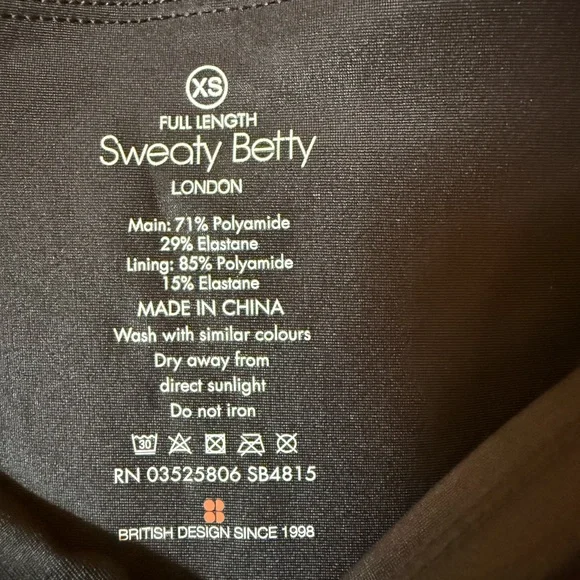 XS
FULL LENGTH
Sweaty Betty
LONDON
Main: 71% Polyamide
29% Elastane
Lining: 85% Polyamide
15% Elastane
MADE IN CHINA
Wash with similar colours
Dry away from
direct sunlight
Do not iron
30
RN 03525806 SB4815
BRITISH DESIGN SINCE 1998